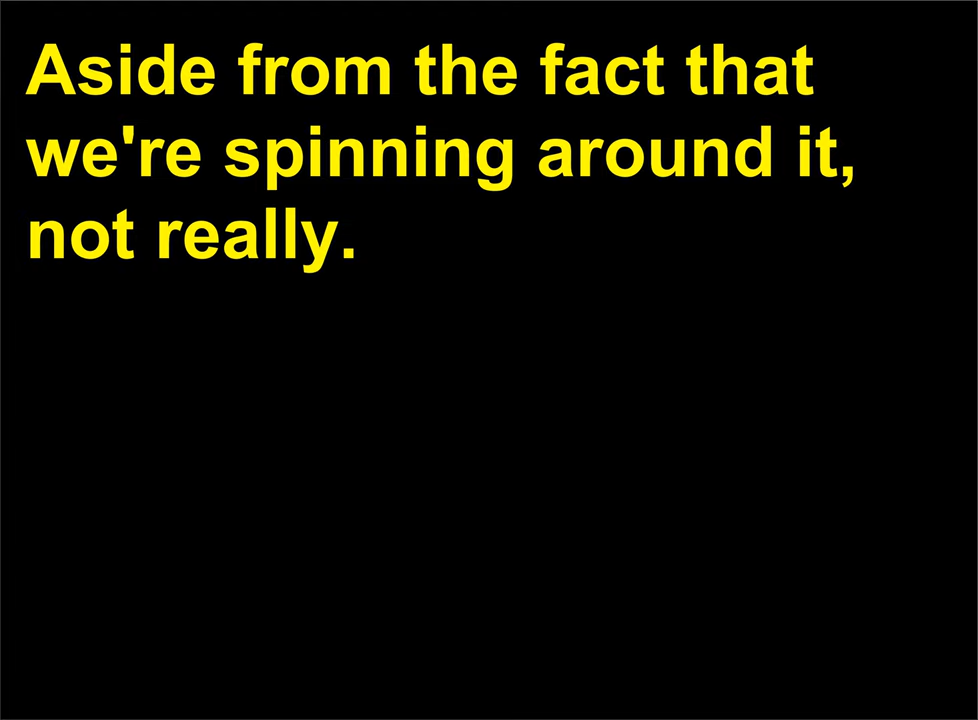 Aside from the fact that
we're spinning around it,
not really.